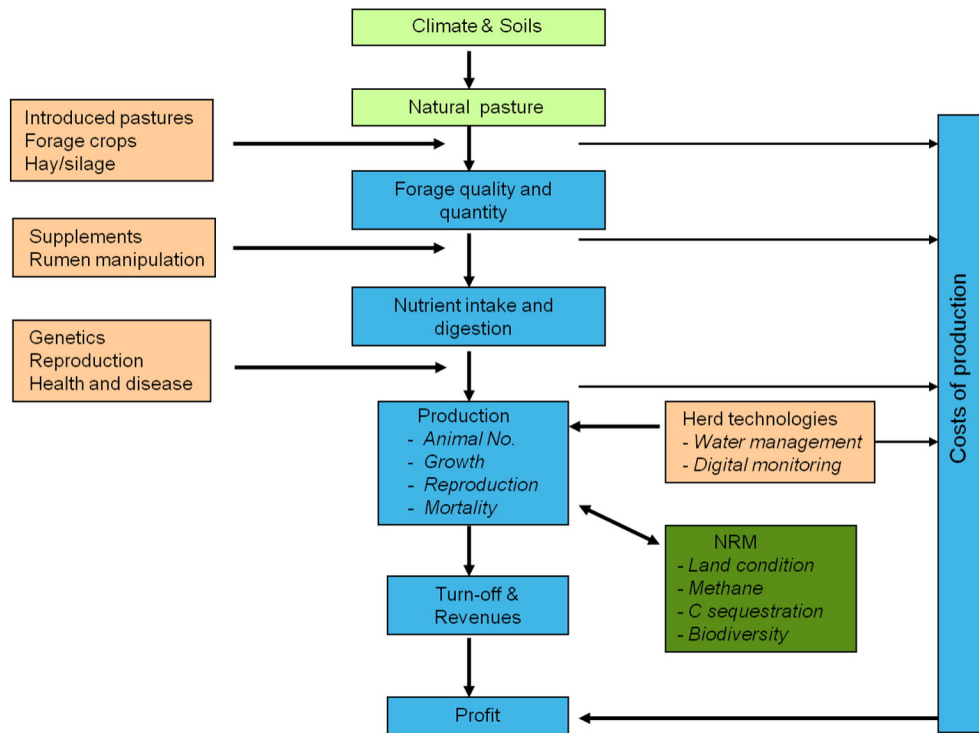 Climate & Soils
Natural pasture
Introduced pastures
Forage crops
Hay/silage
Forage quality and
quantity
Supplements
Rumen manipulation
Nutrient intake and
digestion
Genetics
Reproduction
Health and disease
Production
- Animal No.
- Growth
- Reproduction
- Mortality
Herd technologies
- Water management
- Digital monitoring
NRM
- Land condition
- Methane
- C sequestration
- Biodiversity
Turn-off &
Revenues
Profit
Costs of production